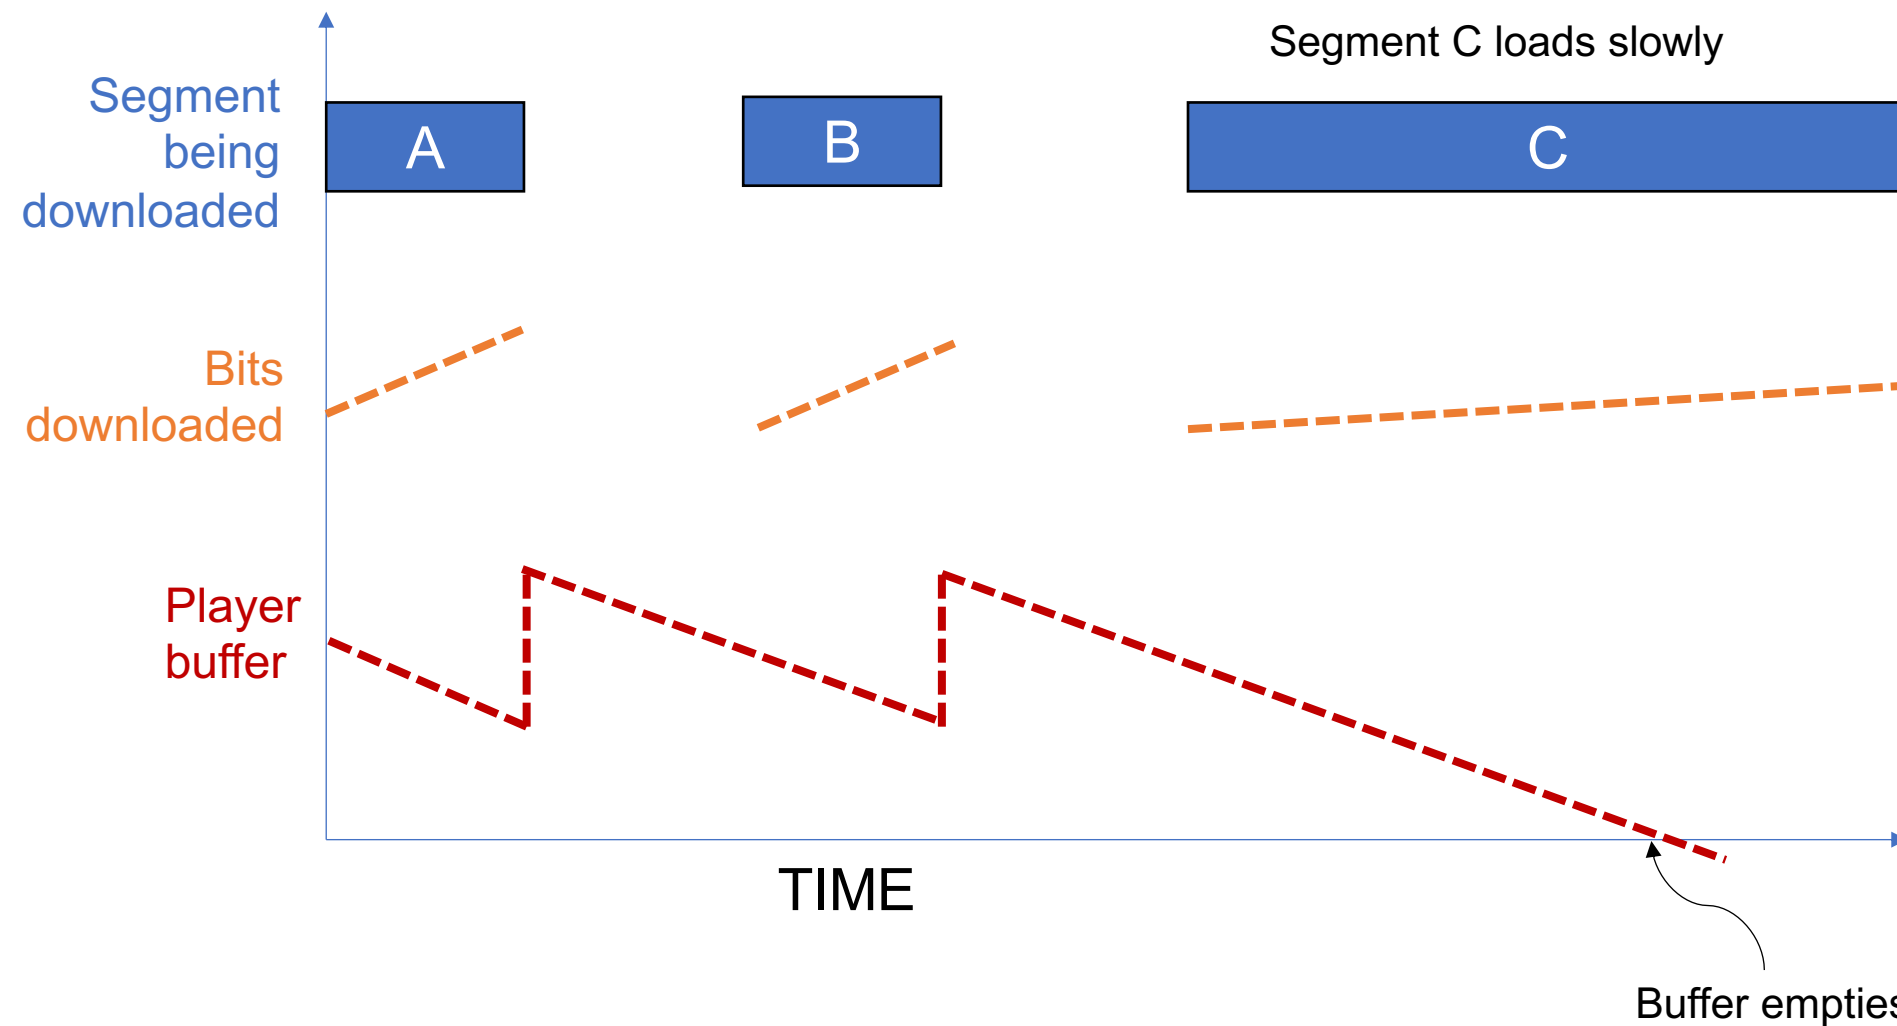 Segment C loads slowly
Segment
being
downloaded
A
B
C
Bits
downloaded
Player
buffer
TIME
Buffer empties